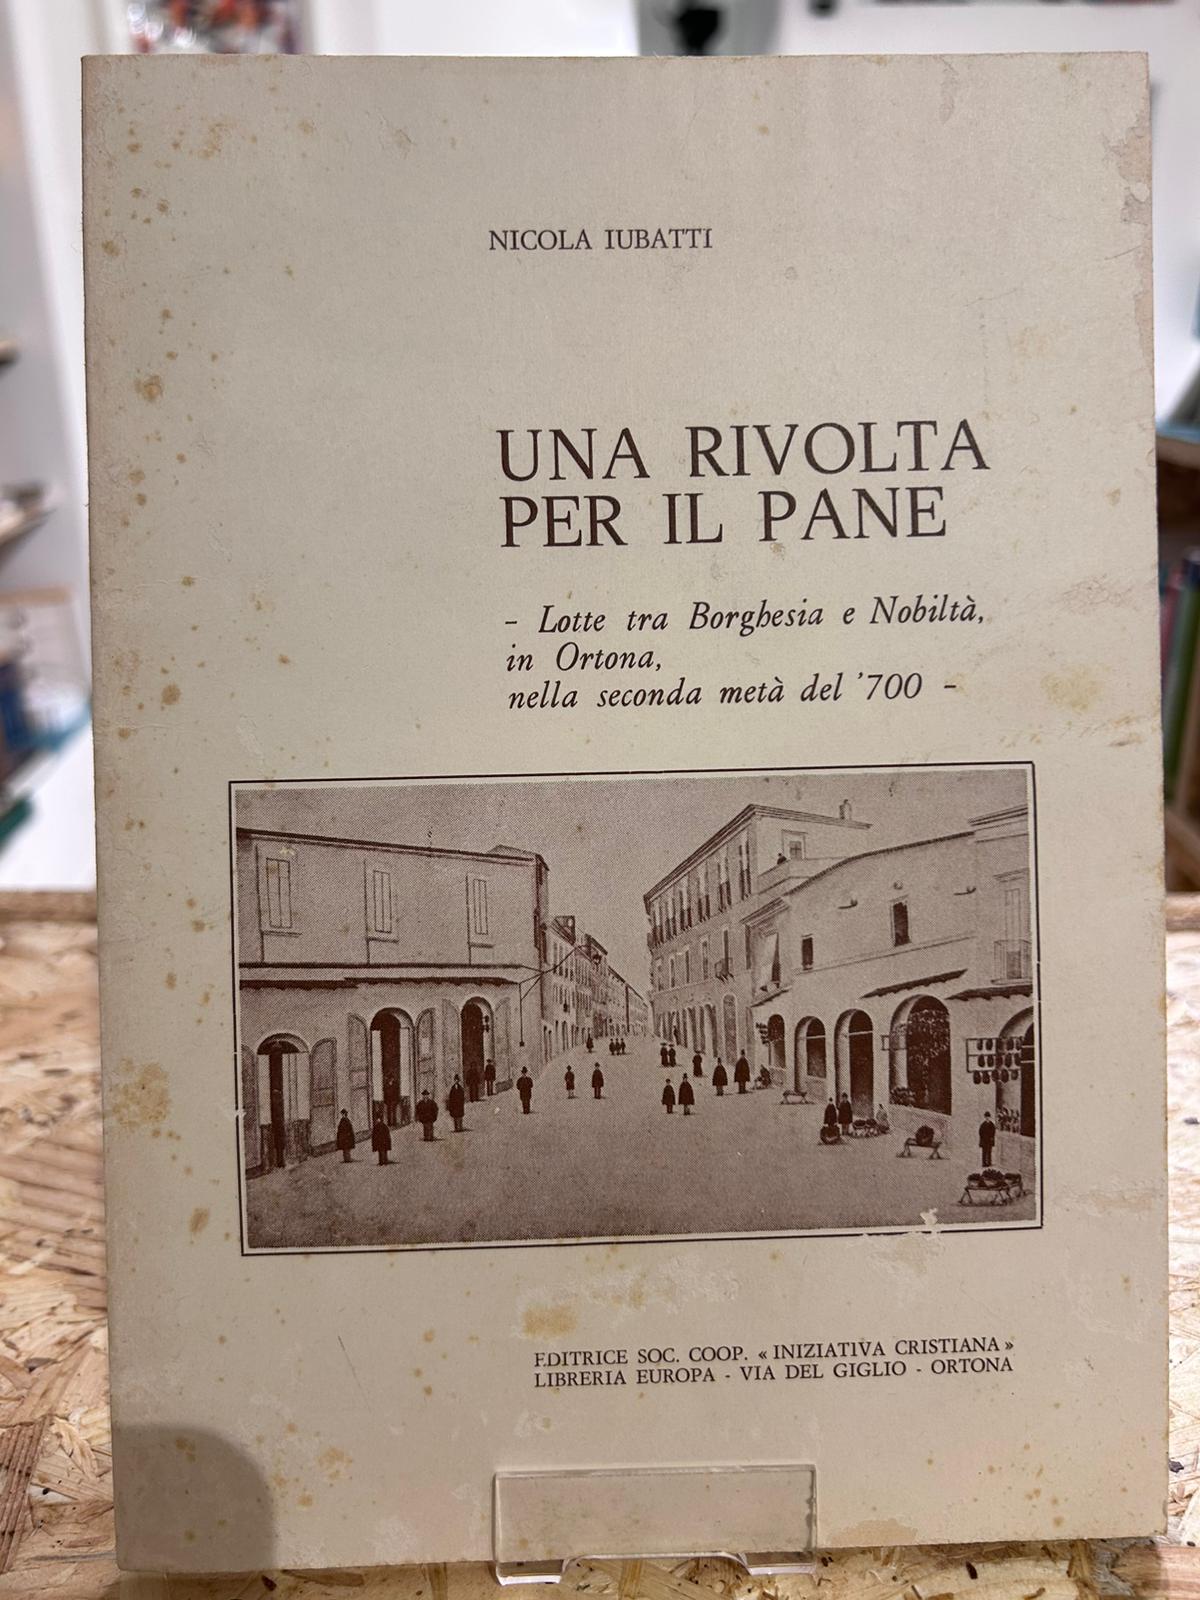 NICOLA IUBATTI
UNA RIVOLTA
PER IL PANE
- Lotte tra Borghesia e Nobiltà,
in Ortona,
nella seconda metà del '700 -
EDITRICE SOC. COOP. « INIZIATIVA CRISTIANA »
LIBRERIA EUROPA - VIA DEL GIGLIO - ORTONA